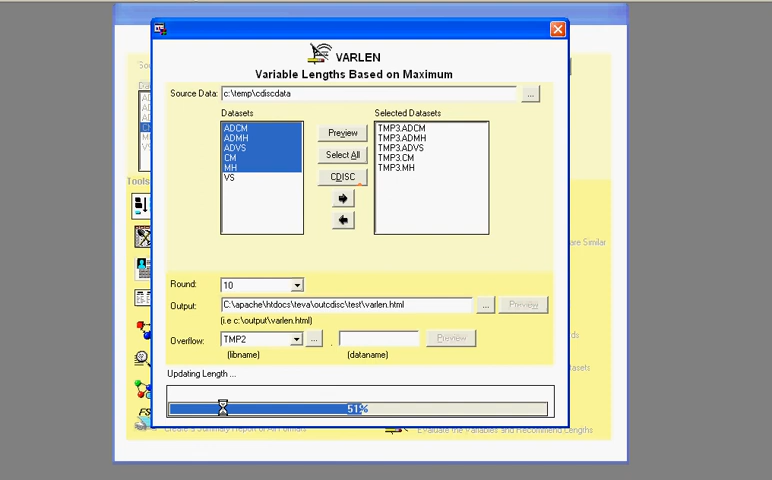 VARLEN
Variable Lengths Based on Maximum
Source Data: c:\temp\cdiscdata ...
Datasets Selected Datasets
ADCM
ADMH
ADVS
CM
MH
VS
Preview
Select All
CDISC
TMP3.ADCM
TMP3.ADMH
TMP3.ADVS
TMP3.CM
TMP3.MH
Round: 10
Output: C:\apache\htdocs\teva\outcdisc\test\varlen.html ... Preview
(i.e c:\output\varlen.html)
Overflow: TMP2 ... . Preview
(libname) (dataname)
Updating Length ...
51%
Tools
are Similar
Create a Summary Report of All Formats
Evaluate the Variables and Recommend Lengths